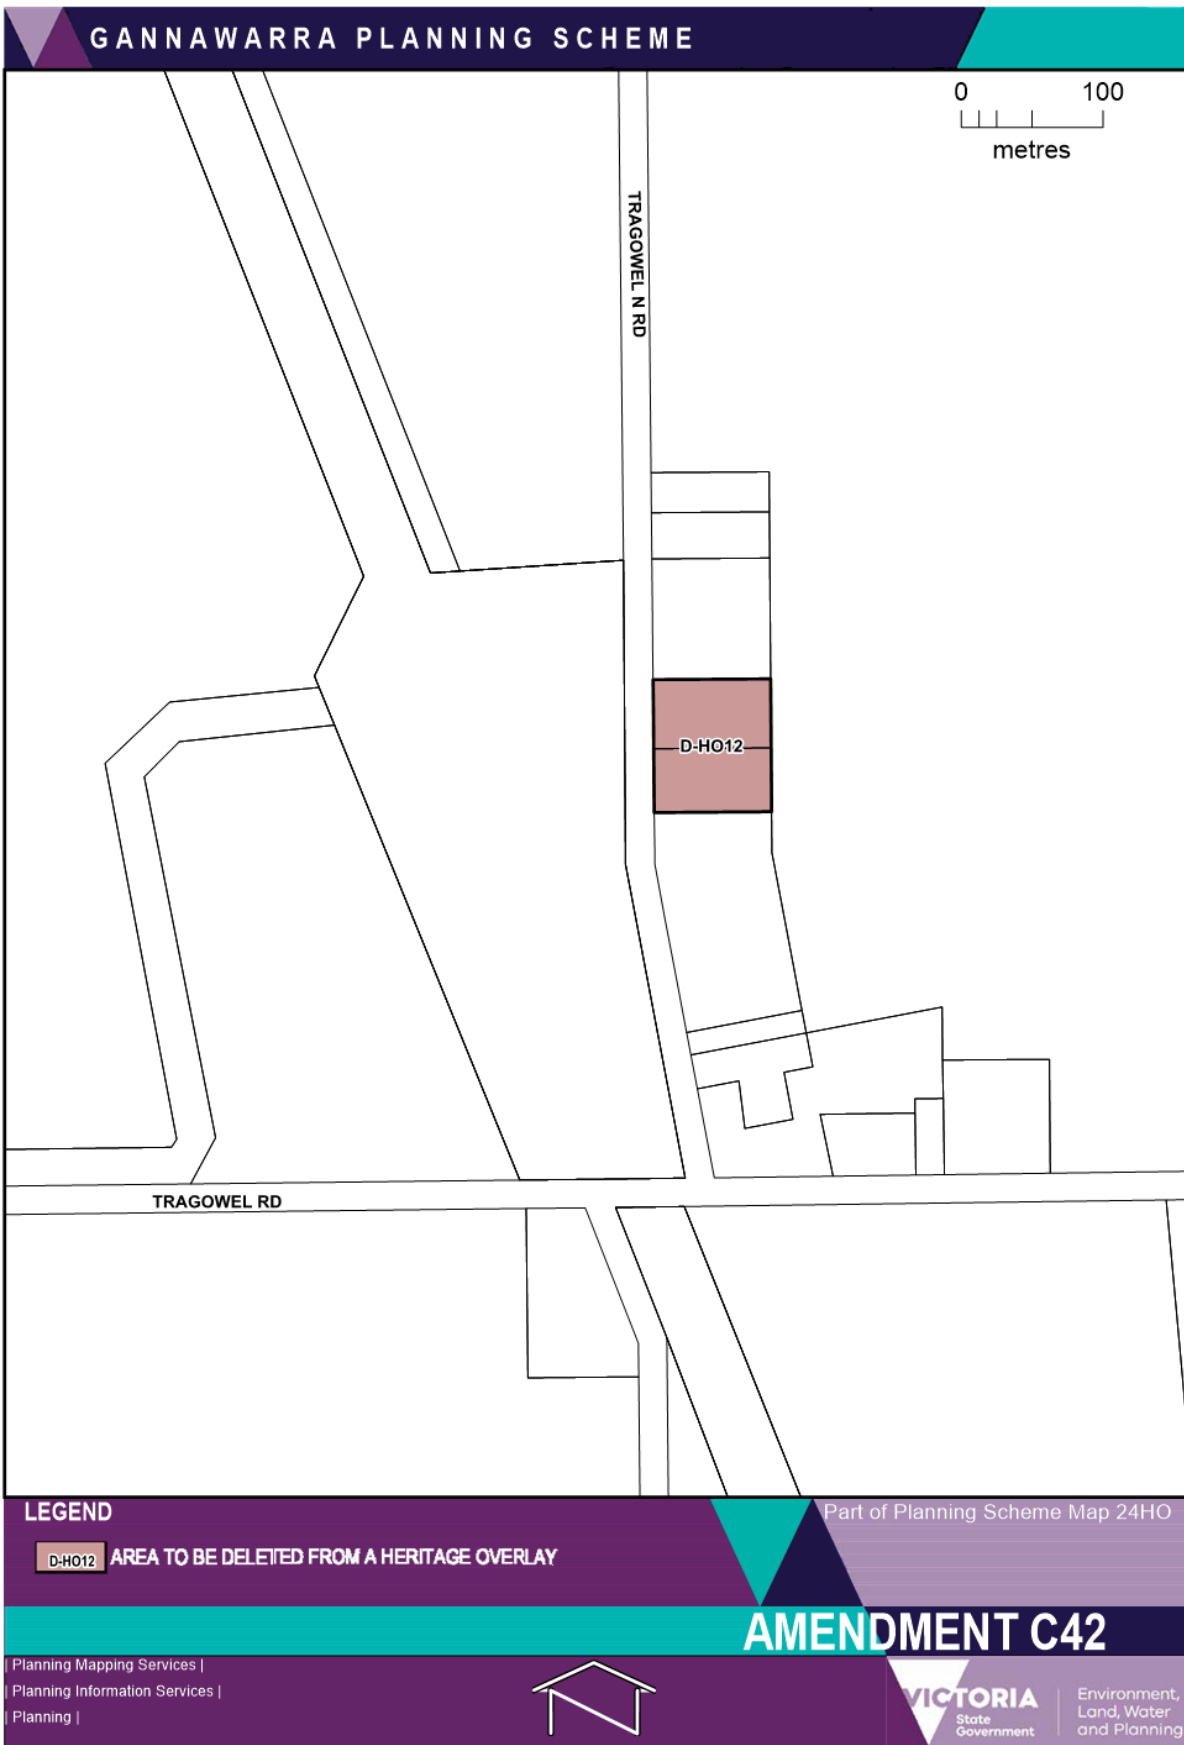 GANNAWARRA PLANNING SCHEME
0 100
metres
TRAGOWEL N RD
D-HO12
TRAGOWEL RD
LEGEND
D-HO12 AREA TO BE DELETED FROM A HERITAGE OVERLAY
Part of Planning Scheme Map 24HO
AMENDMENT C42
| Planning Mapping Services |
| Planning Information Services |
| Planning |
VICTORIA
State
Government
Environment,
Land, Water
and Planning